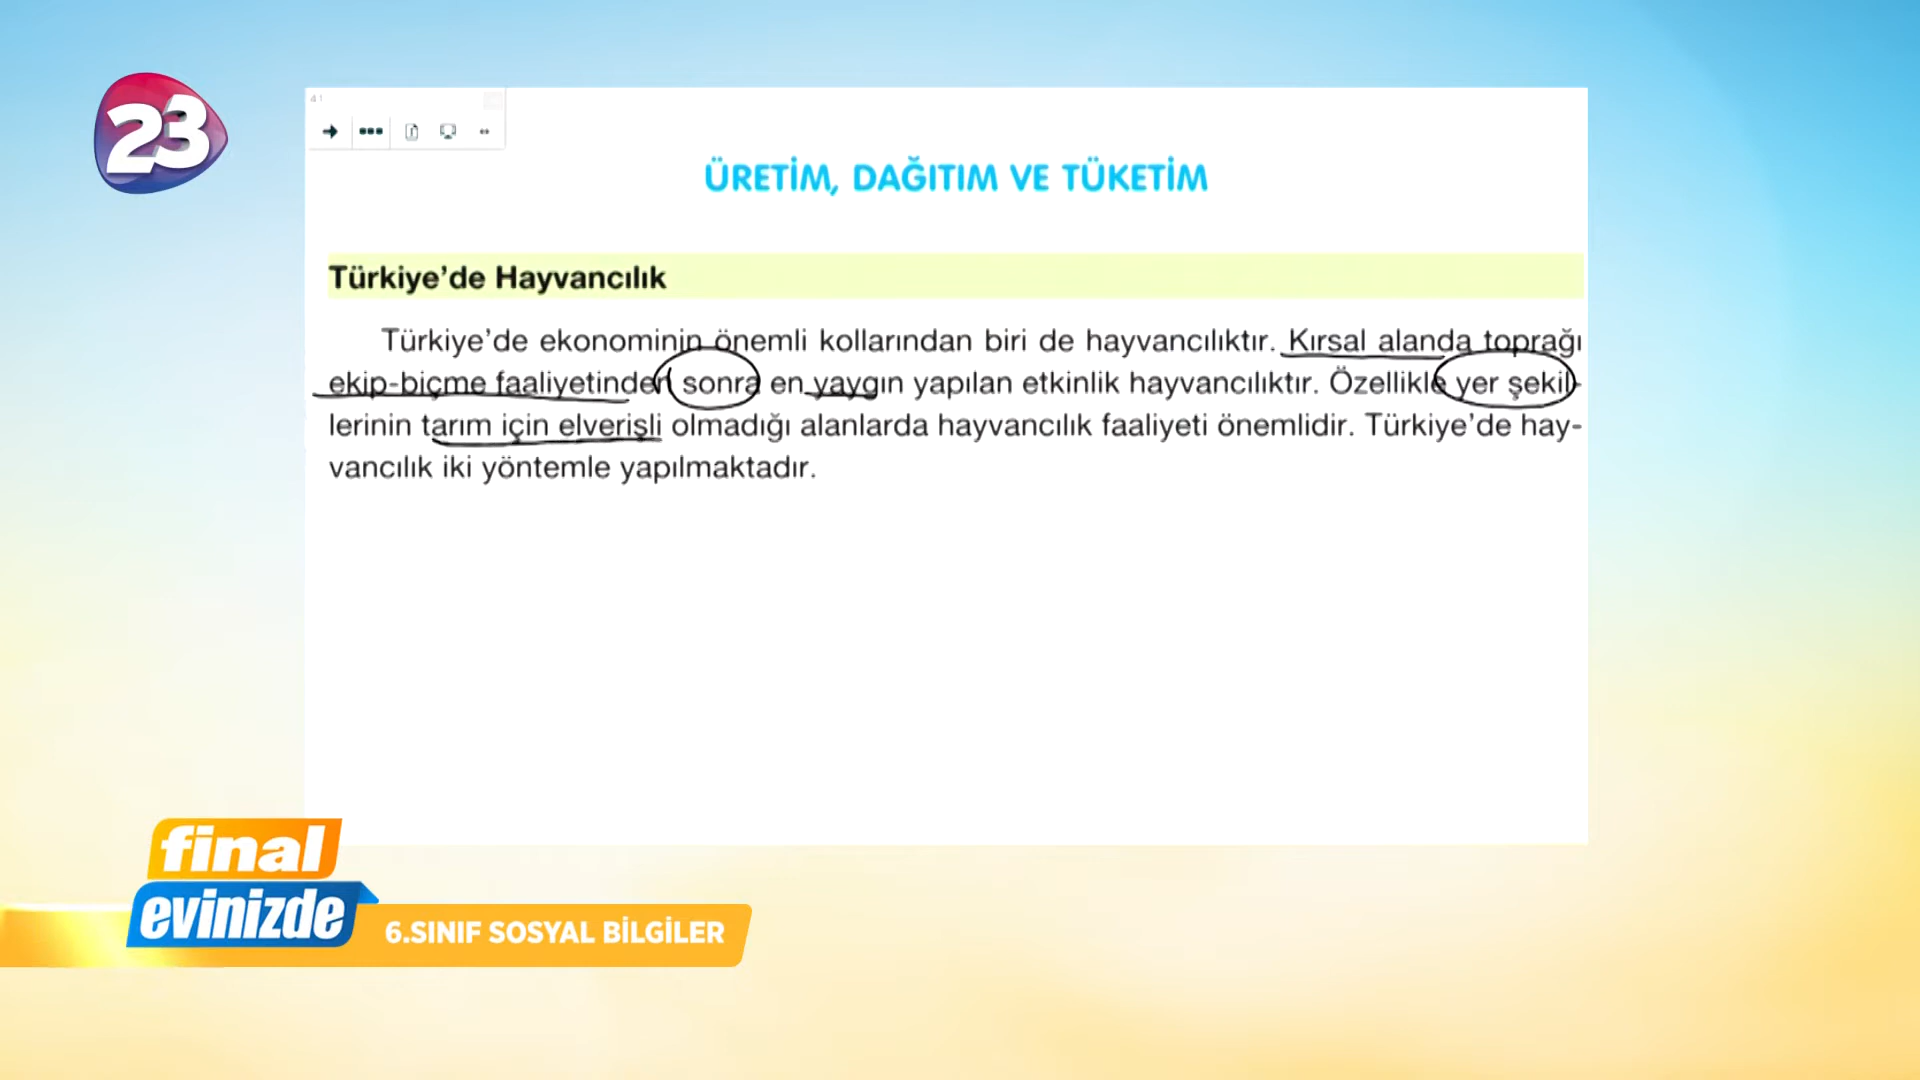 23
41
ÜRETİM, DAĞITIM VE TÜKETİM
Türkiye'de Hayvancılık
Türkiye'de ekonominin önemli kollarından biri de hayvancılıktır. Kırsal alanda toprağı
ekip-biçme faaliyetinden sonra en yaygın yapılan etkinlik hayvancılıktır. Özellikle yer şekil-
lerinin tarım için elverişli olmadığı alanlarda hayvancılık faaliyeti önemlidir. Türkiye'de hay-
vancılık iki yöntemle yapılmaktadır.
final
evinizde
6.SINIF SOSYAL BİLGİLER